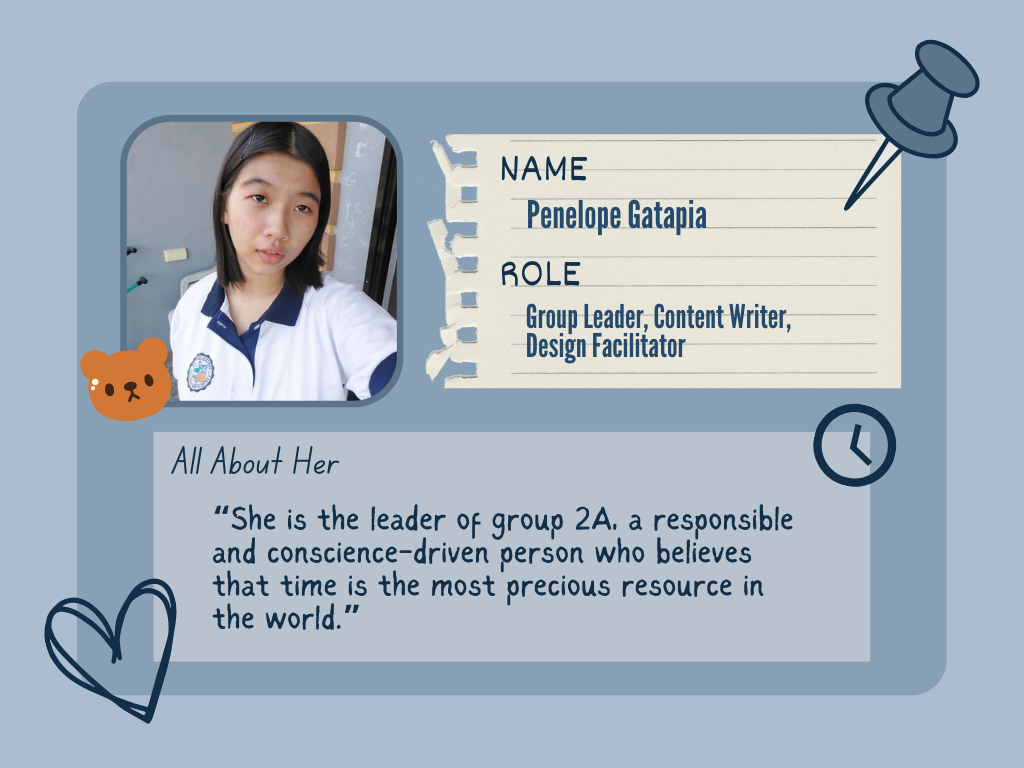 NAME
Penelope Gatapia
ROLE
Group Leader, Content Writer,
Design Facilitator
All About Her
“She is the leader of group 2A, a responsible
and conscience-driven person who believes
that time is the most precious resource in
the world.”